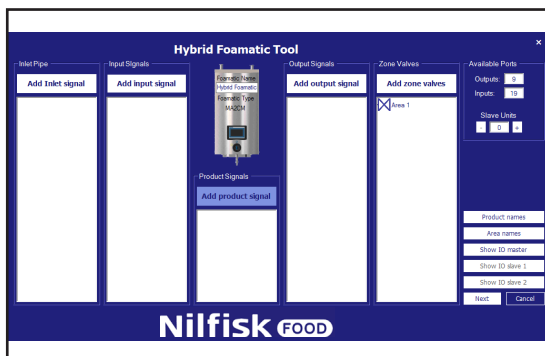 Hybrid Foamatic Tool
×
Inlet Pipe
Add Inlet signal
Input Signals
Add input signal
Foamatic Name
Hybrid Foamatic
Foamatic Type
MA2CM
Product Signals
Add product signal
Output Signals
Add output signal
Zone Valves
Add zone valves
Area 1
Available Ports
Outputs: 9
Inputs: 19
Slave Units
- 0 +
Product names
Area names
Show IO master
Show IO slave 1
Show IO slave 2
Next Cancel
Nilfisk FOOD